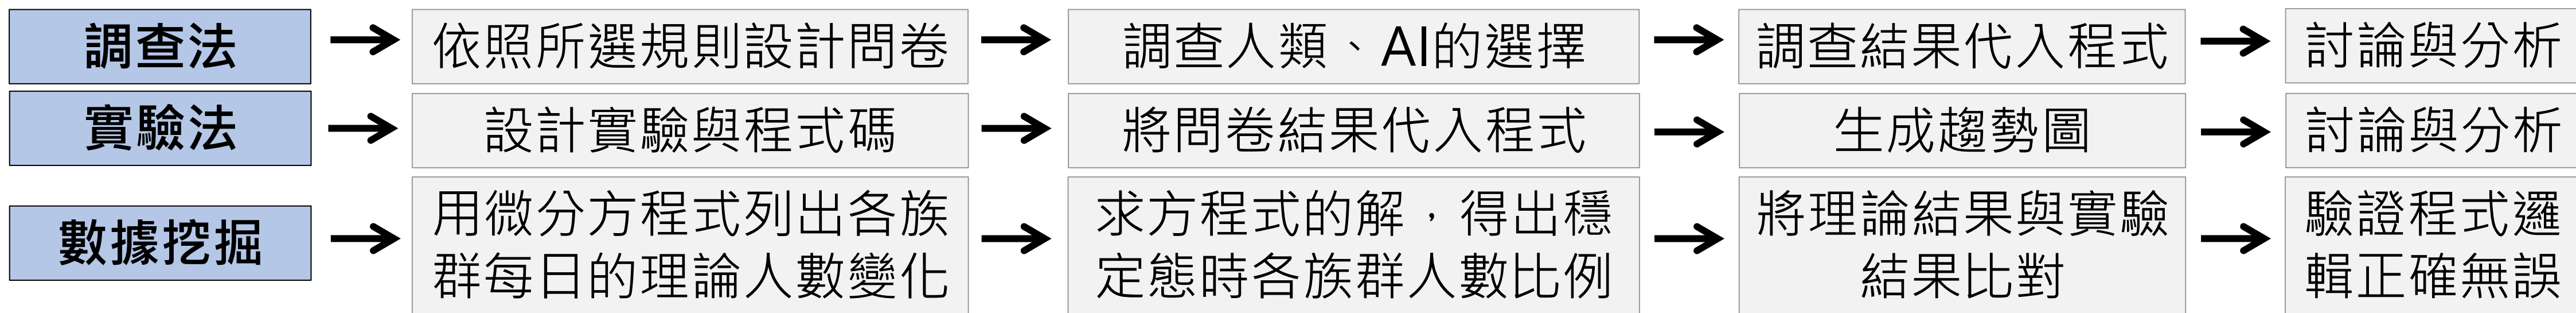 調查法
依照所選規則設計問卷
調查人類、AI的選擇
調查結果代入程式
討論與分析
實驗法
設計實驗與程式碼
將問卷結果代入程式
生成趨勢圖
討論與分析
數據挖掘
用微分方程式列出各族
群每日的理論人數變化
求方程式的解，得出穩
定態時各族群人數比例
將理論結果與實驗
結果比對
驗證程式邏
輯正確無誤